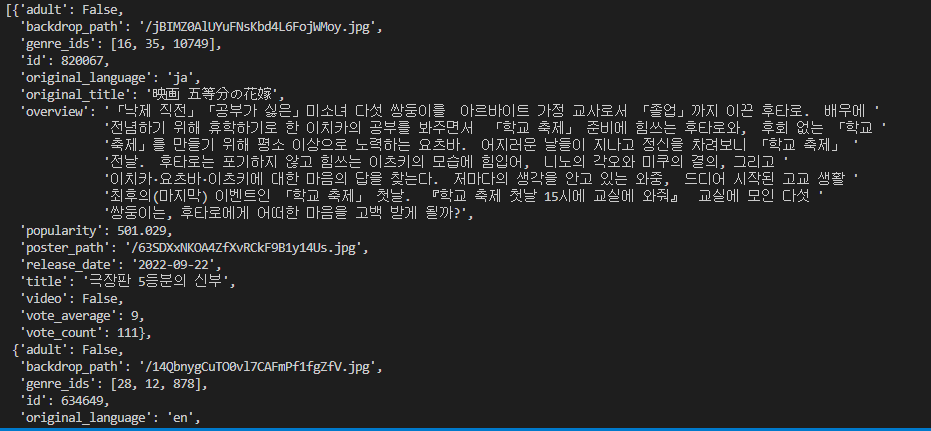 [{'adult': False,
'backdrop_path': '/jBIMZ0AlUYuFNsKbd4L6FojWMoy.jpg',
'genre_ids': [16, 35, 10749],
'id': 820067,
'original_language': 'ja',
'original_title': '映画 五等分の花嫁',
'overview': '「낙제 직전」「공부가 싫은」미소녀 다섯 쌍둥이를  아르바이트 가정 교사로서 「졸업」까지 이끈 후타로. 배우에 '
'전념하기 위해 휴학하기로 한 이치카의 공부를 봐주면서  「학교 축제」 준비에 힘쓰는 후타로와, 후회 없는 「학교 '
'축제」를 만들기 위해 평소 이상으로 노력하는 요츠바. 어지러운 날들이 지나고 정신을 차려보니 「학교 축제」 '
'전날. 후타로는 포기하지 않고 힘쓰는 이츠키의 모습에 힘입어, 니노의 각오와 미쿠의 결의, 그리고 '
'이치카·요츠바·이츠키에 대한 마음의 답을 찾는다. 저마다의 생각을 안고 있는 와중, 드디어 시작된 고교 생활 '
'최후의(마지막) 이벤트인 「학교 축제」 첫날. 『학교 축제 첫날 15시에 교실에 와줘』 교실에 모인 다섯 '
'쌍둥이는, 후타로에게 어떠한 마음을 고백 받게 될까?',
'popularity': 501.029,
'poster_path': '/63SDXxNKOA4ZfXvRCkF9B1y14Us.jpg',
'release_date': '2022-09-22',
'title': '극장판 5등분의 신부',
'video': False,
'vote_average': 9,
'vote_count': 111},
{'adult': False,
'backdrop_path': '/14QbnygCuTO0vl7CAFmPf1fgZfV.jpg',
'genre_ids': [28, 12, 878],
'id': 634649,
'original_language': 'en',